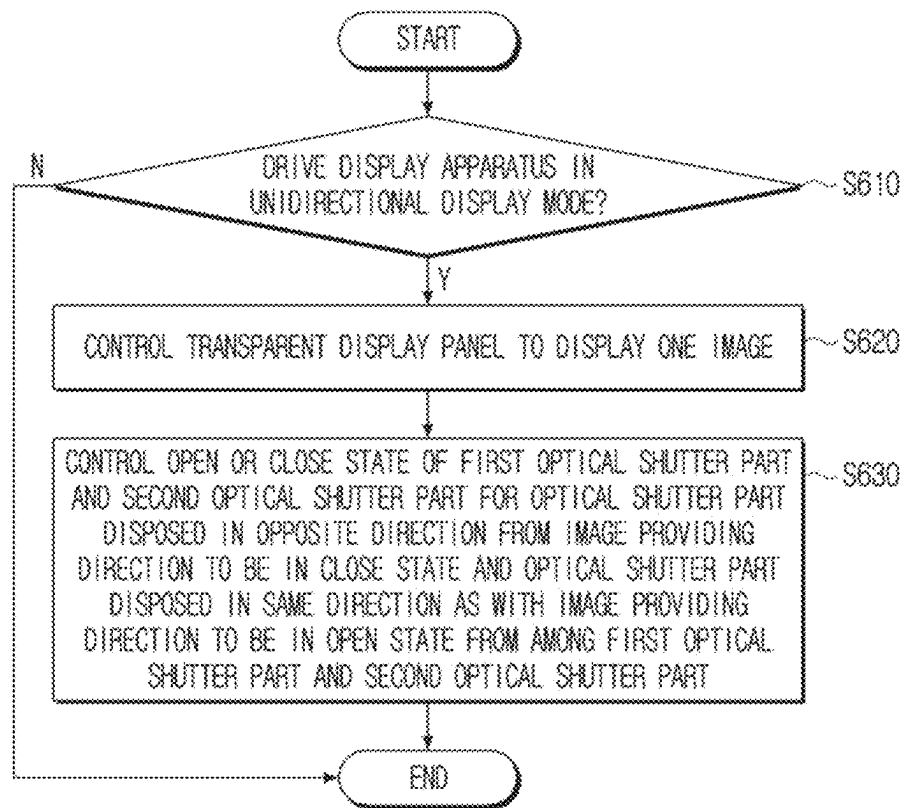 START
N
DRIVE DISPLAY APPARATUS IN
UNIDIRECTIONAL DISPLAY MODE?
S610
Y
CONTROL TRANSPARENT DISPLAY PANEL TO DISPLAY ONE IMAGE
S620
CONTROL OPEN OR CLOSE STATE OF FIRST OPTICAL SHUTTER PART
AND SECOND OPTICAL SHUTTER PART FOR OPTICAL SHUTTER PART
DISPOSED IN OPPOSITE DIRECTION FROM IMAGE PROVIDING
DIRECTION TO BE IN CLOSE STATE AND OPTICAL SHUTTER PART
DISPOSED IN SAME DIRECTION AS WITH IMAGE PROVIDING
DIRECTION TO BE IN OPEN STATE FROM AMONG FIRST OPTICAL
SHUTTER PART AND SECOND OPTICAL SHUTTER PART
S630
END